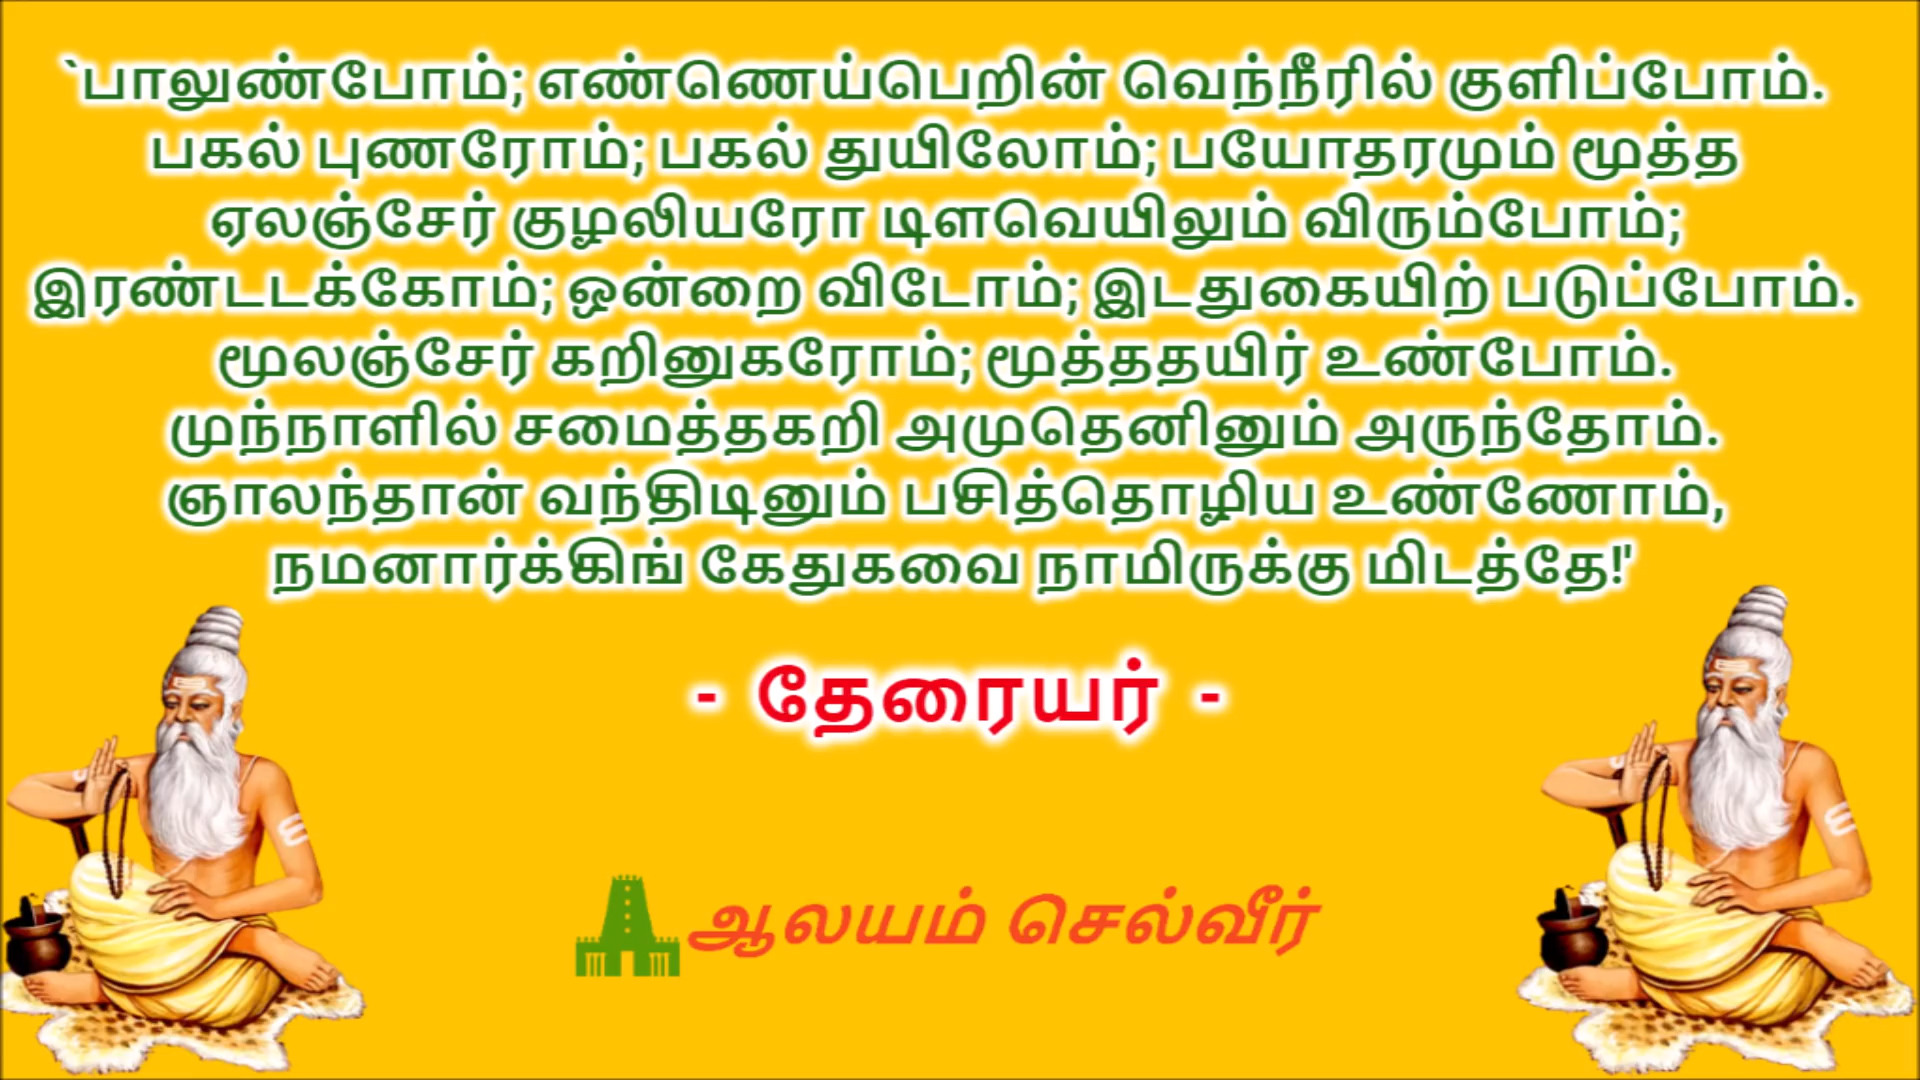 `பாலுண்போம்; எண்ணெய்பெறின் வெந்நீரில் குளிப்போம்.
பகல் புணரோம்; பகல் துயிலோம்; பயோதரமும் மூத்த
ஏலஞ்சேர் குழலியரோ டிளவெயிலும் விரும்போம்;
இரண்டடக்கோம்; ஒன்றை விடோம்; இடதுகையிற் படுப்போம்.
மூலஞ்சேர் கறினுகரோம்; மூத்ததயிர் உண்போம்.
முந்நாளில் சமைத்தகறி அமுதெனினும் அருந்தோம்.
ஞாலந்தான் வந்திடினும் பசித்தொழிய உண்ணோம்,
நமனார்க்கிங் கேதுகவை நாமிருக்கு மிடத்தே!'
- தேரையர் -
ஆலயம் செல்வீர்